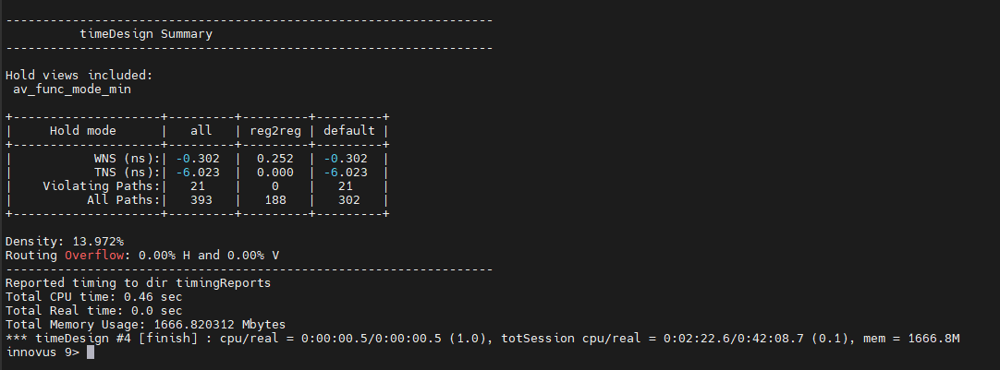 ------------------------------------------------------------------
          timeDesign Summary
------------------------------------------------------------------

Hold views included:
 av_func_mode_min

+--------------------+---------+---------+---------+
|     Hold mode      |   all   | reg2reg | default |
+--------------------+---------+---------+---------+
|           WNS (ns):| -0.302  |  0.252  | -0.302  |
|           TNS (ns):| -6.023  |  0.000  | -6.023  |
|    Violating Paths:|   21    |    0    |   21    |
|          All Paths:|   393   |   188   |   302   |
+--------------------+---------+---------+---------+

Density: 13.972%
Routing Overflow: 0.00% H and 0.00% V
------------------------------------------------------------------
Reported timing to dir timingReports
Total CPU time: 0.46 sec
Total Real time: 0.0 sec
Total Memory Usage: 1666.820312 Mbytes
*** timeDesign #4 [finish] : cpu/real = 0:00:00.5/0:00:00.5 (1.0), totSession cpu/real = 0:02:22.6/0:42:08.7 (0.1), mem = 1666.8M
innovus 9>